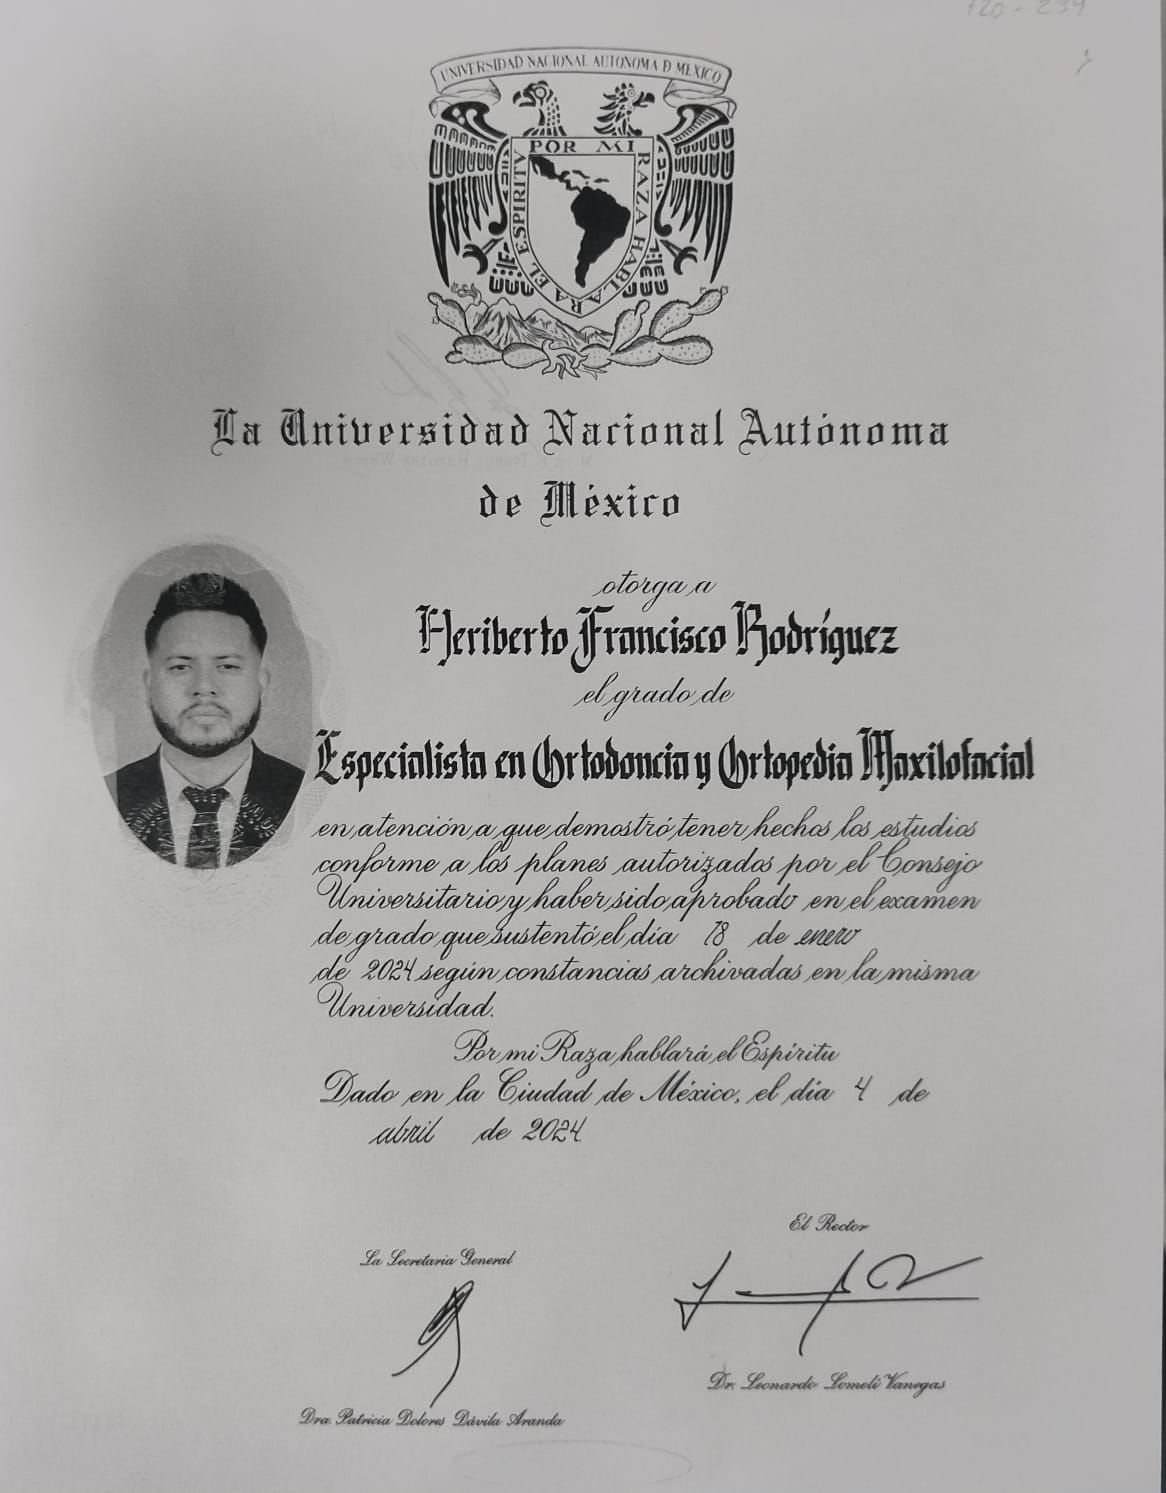 720 - 239
UNIVERSIDAD NACIONAL AUTONOMA D MEXICO
POR MI RAZA HABLARA EL ESPIRITV
La Universidad Nacional Autónoma
de México
otorga a
Heriberto Francisco Rodríguez
el grado de
Especialista en Ortodoncia y Ortopedia Maxilofacial
en atención a que demostró tener hechos los estudios
conforme a los planes autorizados por el Consejo
Universitario y haber sido aprobado en el examen
de grado que sustentó el día 18 de enero
de 2024 según constancias archivadas en la misma
Universidad.
Por mi Raza hablará el Espíritu
Dado en la Ciudad de México, el día 4 de
abril de 2024.
El Rector
La Secretaria General
Dr. Leonardo Lomelí Vanegas
Dra. Patricia Dolores Dávila Aranda